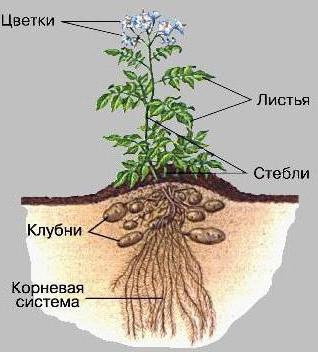 Цветки
Листья
Стебли
Клубни
Корневая
система